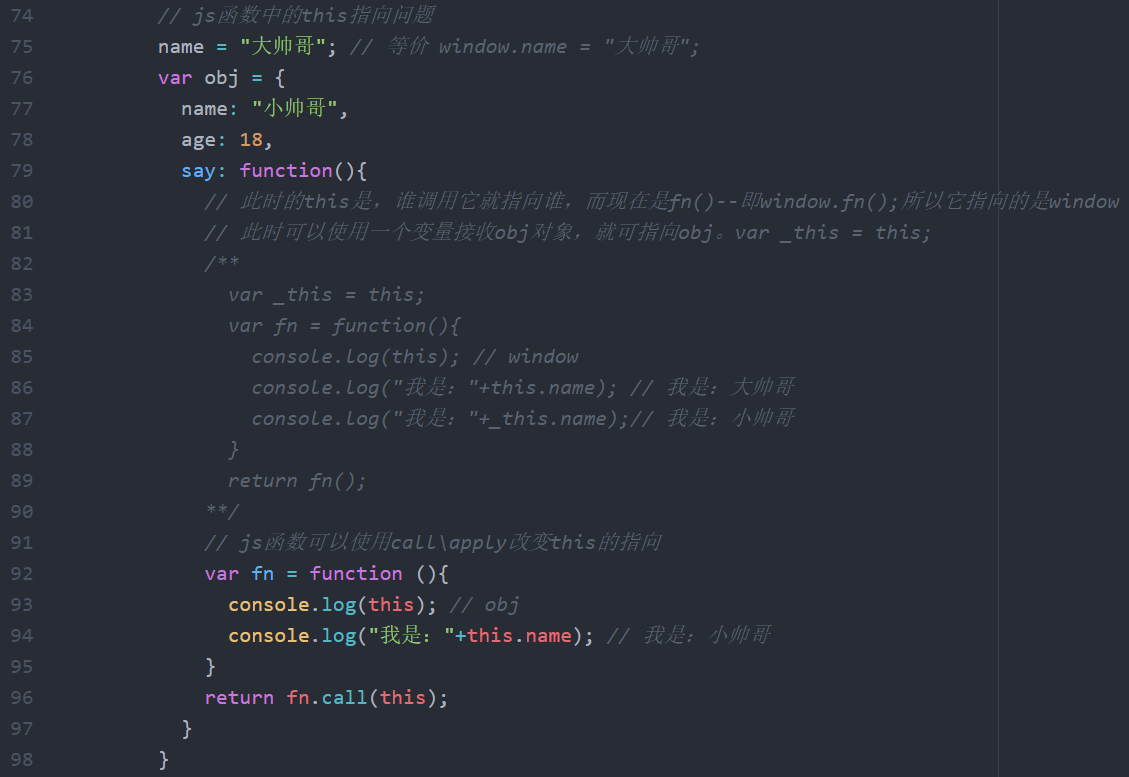 74 // js函数中的this指向问题
75 name = "大帅哥"; // 等价 window.name = "大帅哥";
76 var obj = {
77 name: "小帅哥",
78 age: 18,
79 say: function(){
80 // 此时的this是，谁调用它就指向谁，而现在是fn()--即window.fn();所以它指向的是window
81 // 此时可以使用一个变量接收obj对象，就可指向obj。var _this = this;
82 /**
83 var _this = this;
84 var fn = function(){
85 console.log(this); // window
86 console.log("我是："+this.name); // 我是：大帅哥
87 console.log("我是："+_this.name);// 我是：小帅哥
88 }
89 return fn();
90 **/
91 // js函数可以使用call\apply改变this的指向
92 var fn = function (){
93 console.log(this); // obj
94 console.log("我是："+this.name); // 我是：小帅哥
95 }
96 return fn.call(this);
97 }
98 }